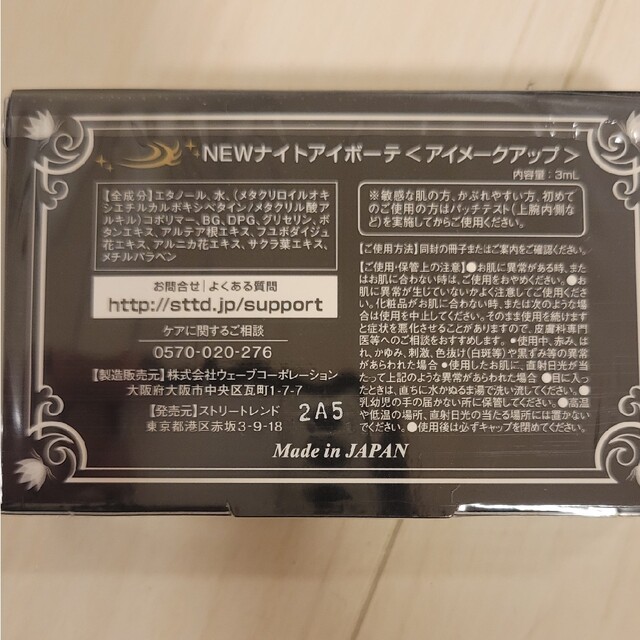 NEWナイトアイボーテ＜アイメークアップ＞
内容量：3mL
【全成分】エタノール、水、（メタクリロイルオキ
シエチルカルボキシベタイン/メタクリル酸ア
ルキル）コポリマー、BG、DPG、グリセリン、ボ
タンエキス、アルテア根エキス、フユボダイジュ
花エキス、アルニカ花エキス、サクラ葉エキス、
メチルパラベン
お問合せ|よくある質問
http://sttd.jp/support
ケアに関するご相談
0570-020-276
【製造販売元】株式会社ウェーブコーポレーション
大阪府大阪市中央区瓦町1-7-7
【発売元】ストリートレンド
東京都港区赤坂3-9-18
2A5
※敏感な肌の方、かぶれやすい方、初めて
のご使用の方はパッチテスト（上腕内側な
ど）を実施してからご使用ください。
【ご使用方法】同封の冊子またはご案内をご確認ください。
【ご使用・保管上の注意】●お肌に異常がある時、また
はお肌に合わない時は、ご使用をおやめください。●お
肌に異常が生じていないかよく注意してご使用くださ
い。化粧品がお肌に合わない時、または次のような場合
は使用を中止してください。そのまま使用を続けます
と症状を悪化させることがありますので、皮膚科専門
医等へのご相談をおすすめします。●使用中、赤み、は
れ、かゆみ、刺激、色抜け（白斑等）や黒ずみ等の異常
があらわれた場合 ●使用したお肌に、直射日光が当
たって上記のような異常があらわれた場合 ●目に入っ
たときは、直ちに水かぬるま湯で洗い流してください。●
乳幼児の手の届かない所に保管してください。●高温
や低温の場所、直射日光の当たる場所には置かない
でください。●使用後は必ずキャップを閉めてください。
Made in JAPAN